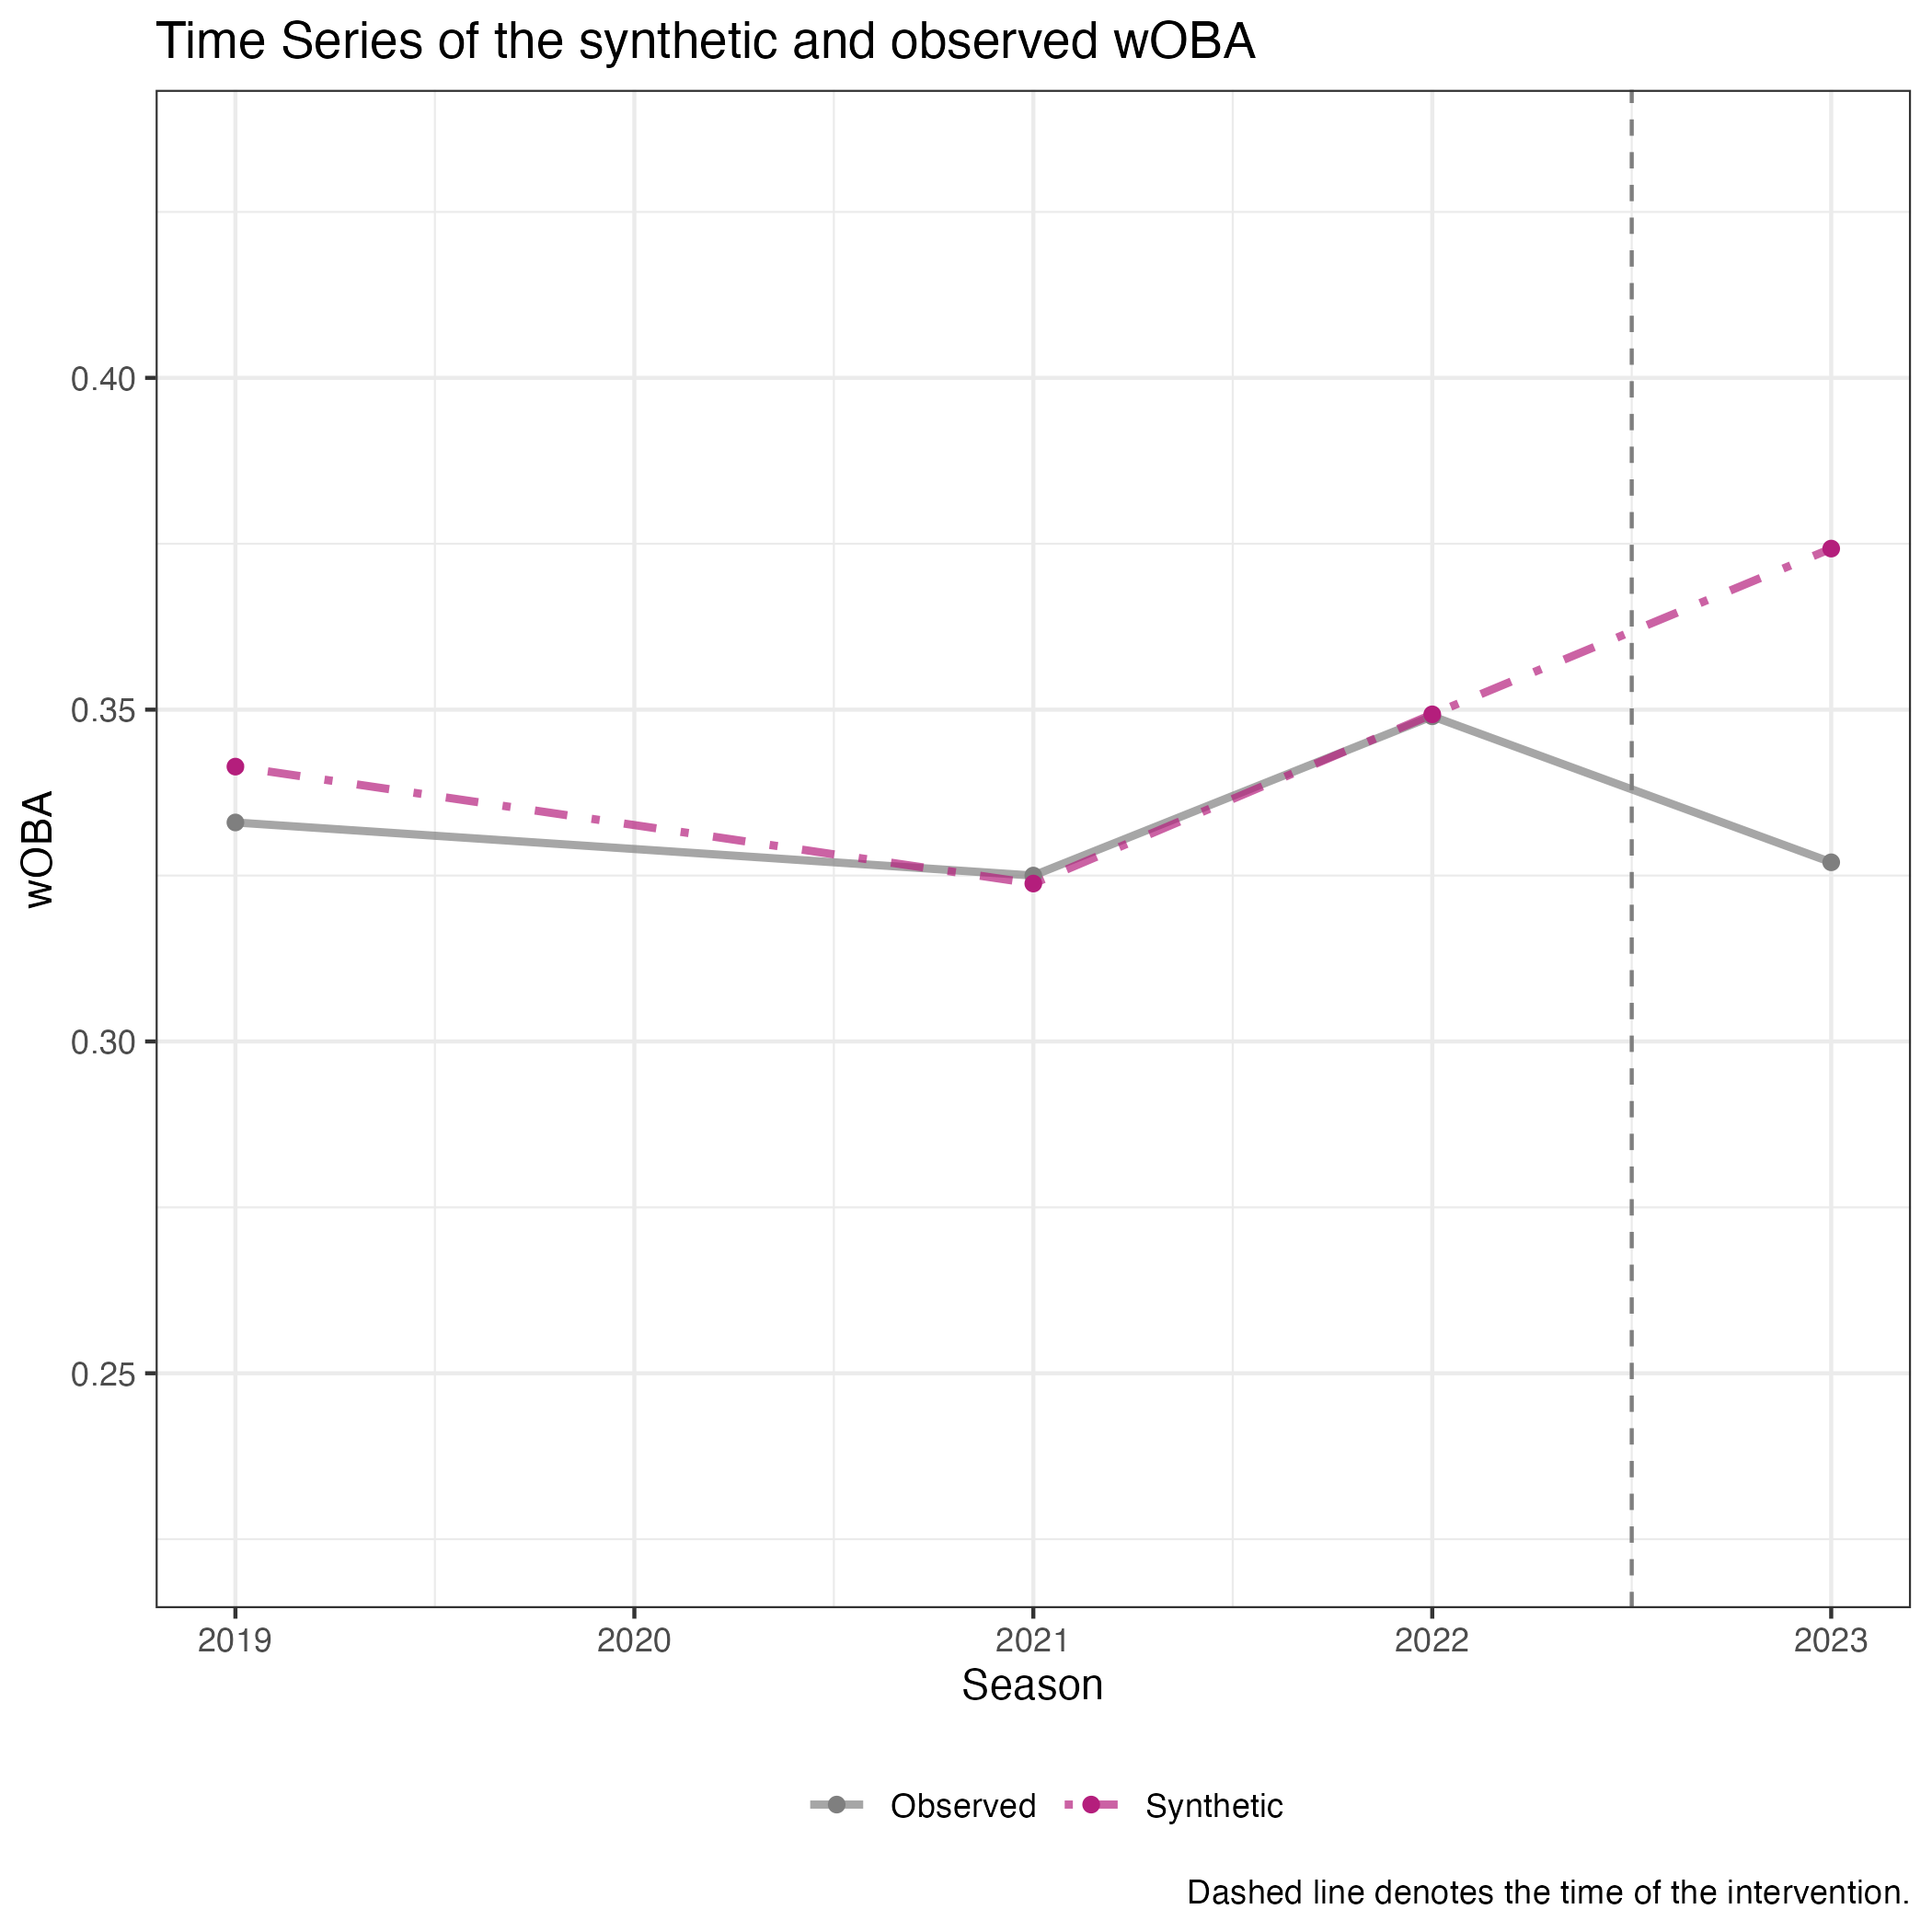 Time Series of the synthetic and observed wOBA
wOBA
0.40
0.35
0.30
0.25
2019 2020 2021 2022 2023
Season
Observed Synthetic
Dashed line denotes the time of the intervention.